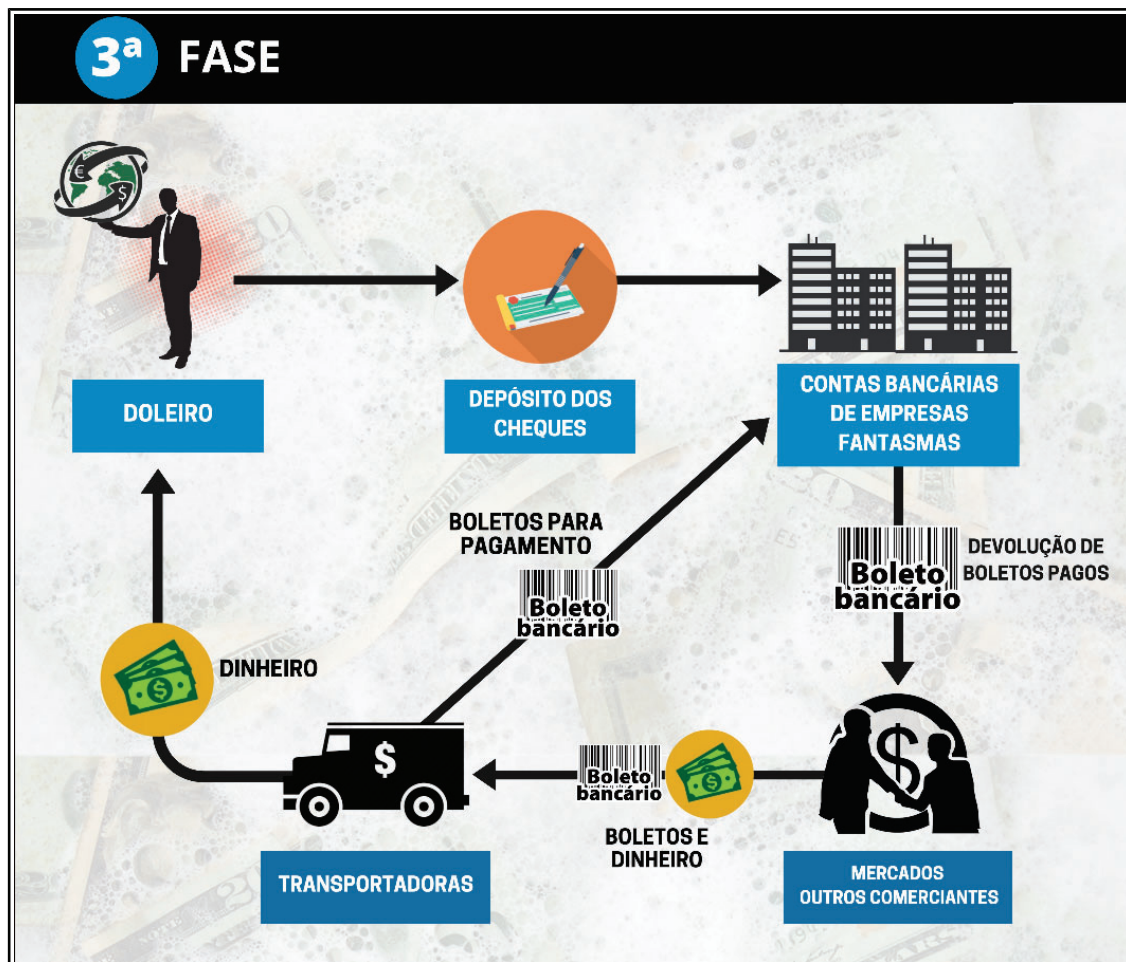 3ª FASE
DOLEIRO
DEPÓSITO DOS
CHEQUES
CONTAS BANCÁRIAS
DE EMPRESAS
FANTASMAS
BOLETOS PARA
PAGAMENTO
Boleto
bancário
Boleto
bancário
DEVOLUÇÃO DE
BOLETOS PAGOS
DINHEIRO
$
Boleto
bancário
BOLETOS E
DINHEIRO
$
TRANSPORTADORAS
MERCADOS
OUTROS COMERCIANTES